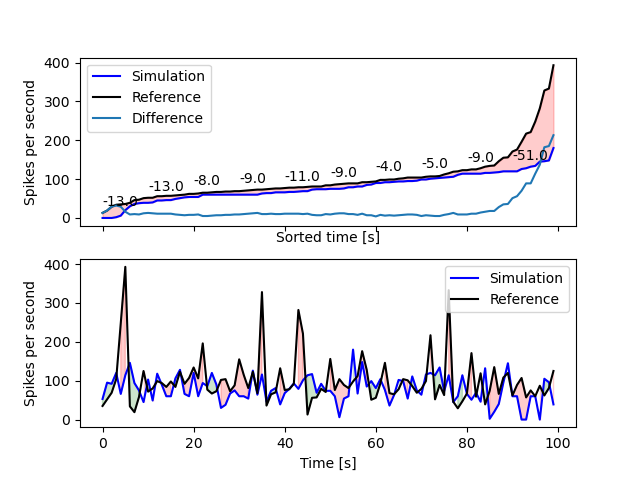 400
300
200
100
0
Spikes per second
Simulation
Reference
Difference
-13.0
-13.0
-8.0
-9.0
-11.0
-9.0
-4.0
-5.0
-9.0
-51.0
Sorted time [s]
400
300
200
100
0
Spikes per second
Simulation
Reference
0 20 40 60 80 100
Time [s]